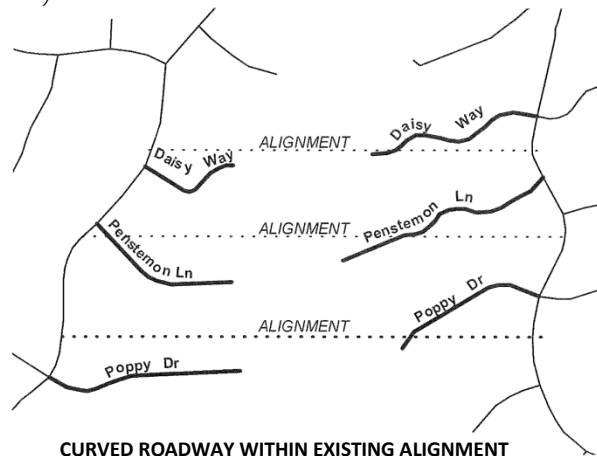 )
Daisy Way
ALIGNMENT
Daisy Way
Penstemon Ln
ALIGNMENT
Penstemon Ln
Poppy Dr
ALIGNMENT
Poppy Dr
CURVED ROADWAY WITHIN EXISTING ALIGNMENT